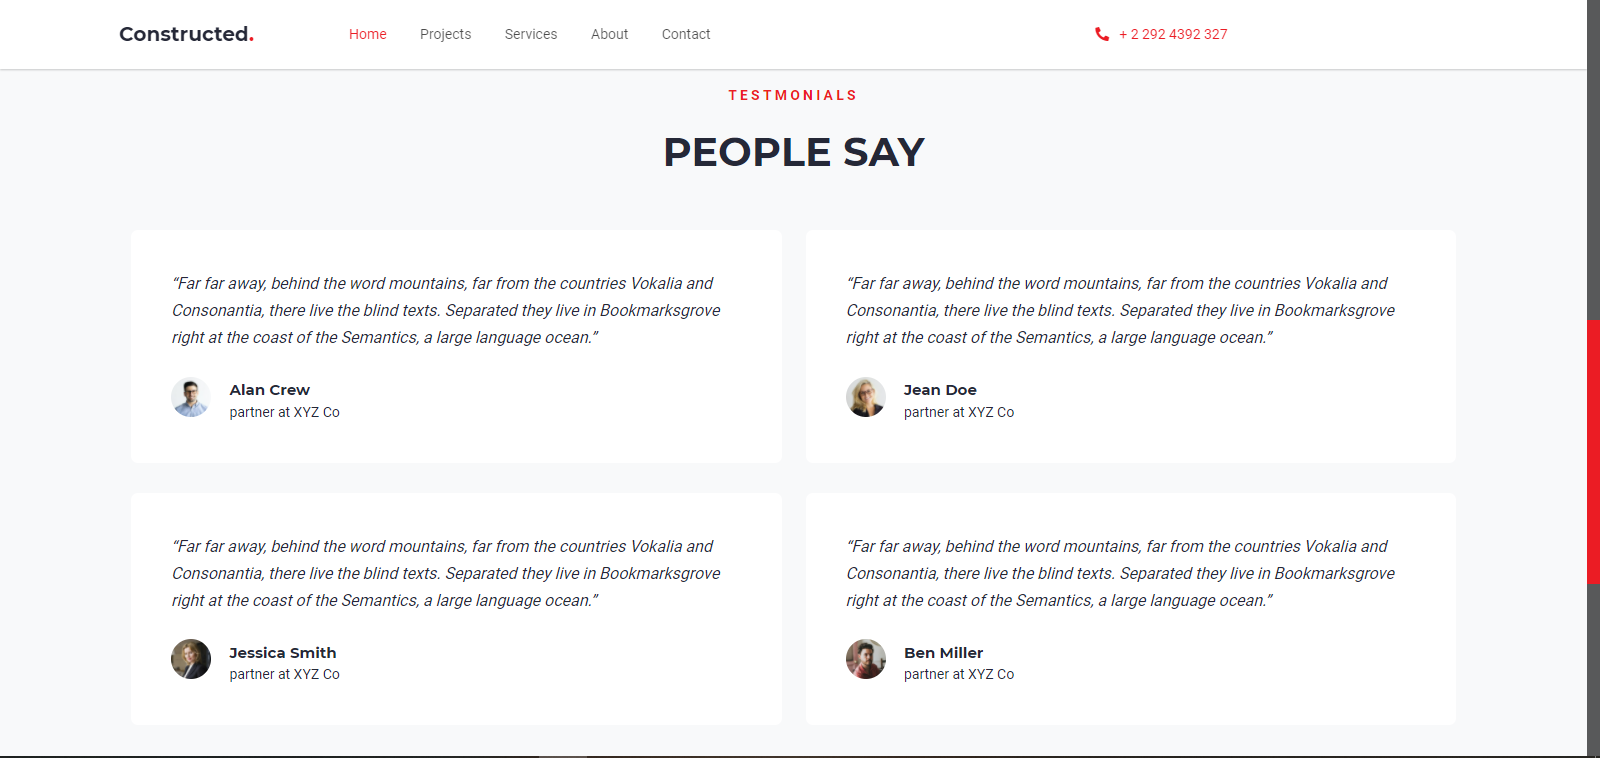 Constructed.
Home Projects Services About Contact
+ 2 292 4392 327
TESTMONIALS
PEOPLE SAY
“Far far away, behind the word mountains, far from the countries Vokalia and
Consonantia, there live the blind texts. Separated they live in Bookmarksgrove
right at the coast of the Semantics, a large language ocean.”
Alan Crew
partner at XYZ Co
“Far far away, behind the word mountains, far from the countries Vokalia and
Consonantia, there live the blind texts. Separated they live in Bookmarksgrove
right at the coast of the Semantics, a large language ocean.”
Jean Doe
partner at XYZ Co
“Far far away, behind the word mountains, far from the countries Vokalia and
Consonantia, there live the blind texts. Separated they live in Bookmarksgrove
right at the coast of the Semantics, a large language ocean.”
Jessica Smith
partner at XYZ Co
“Far far away, behind the word mountains, far from the countries Vokalia and
Consonantia, there live the blind texts. Separated they live in Bookmarksgrove
right at the coast of the Semantics, a large language ocean.”
Ben Miller
partner at XYZ Co